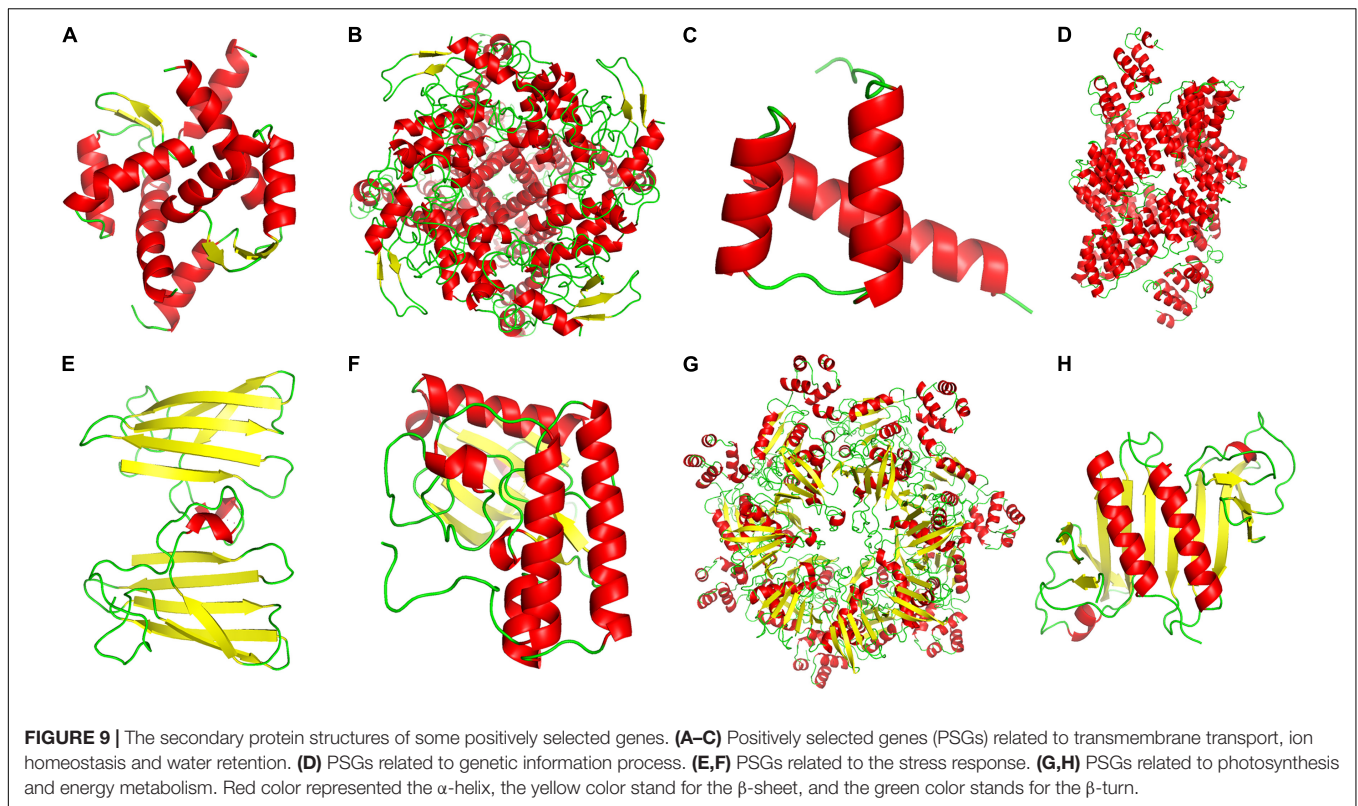 A B C D
E F G H
FIGURE 9 | The secondary protein structures of some positively selected genes. (A–C) Positively selected genes (PSGs) related to transmembrane transport, ion
homeostasis and water retention. (D) PSGs related to genetic information process. (E,F) PSGs related to the stress response. (G,H) PSGs related to photosynthesis
and energy metabolism. Red color represented the α-helix, the yellow color stand for the β-sheet, and the green color stands for the β-turn.